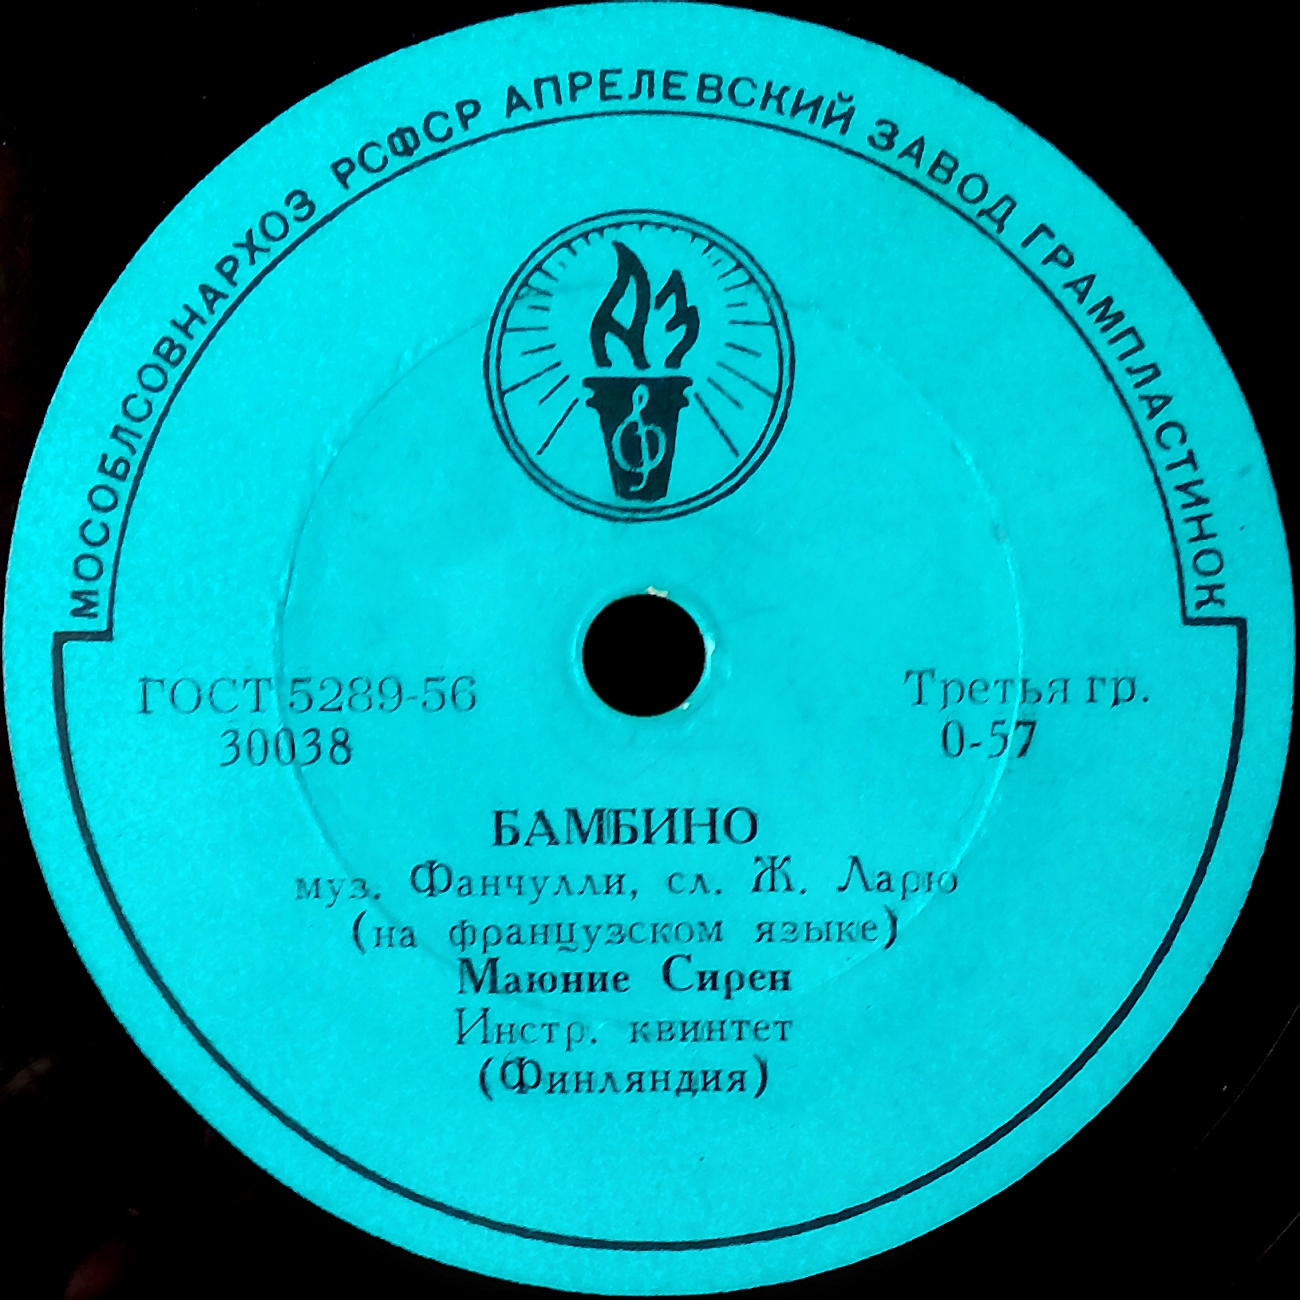 МОСОБЛСОВНАРХОЗ РСФСР АПРЕЛЕВСКИЙ ЗАВОД ГРАМПЛАСТИНОК
АЗ
ГОСТ 5289-56
30038
Третья гр.
0-57
БАМБИНО
муз. Фанчулли, сл. Ж. Ларю
(на французском языке)
Маюние Сирен
Инстр. квинтет
(Финляндия)